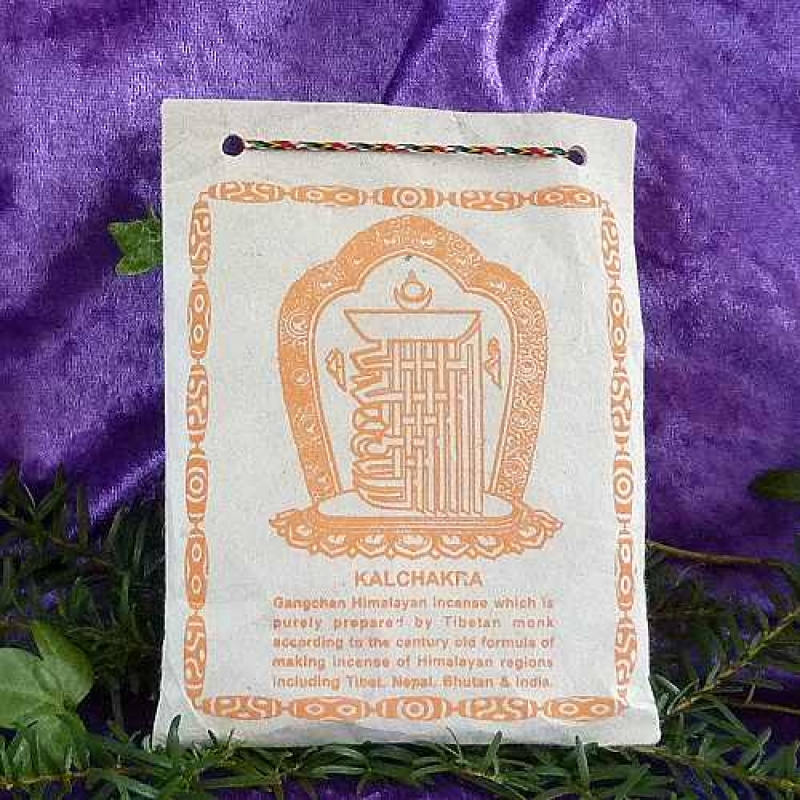 KALCHAKRA
Gangchen Himalayan incense which is
purely prepared by Tibetan monk
according to the century old formula of
making incense of Himalayan regions
including Tibet, Nepal, Bhutan & India.